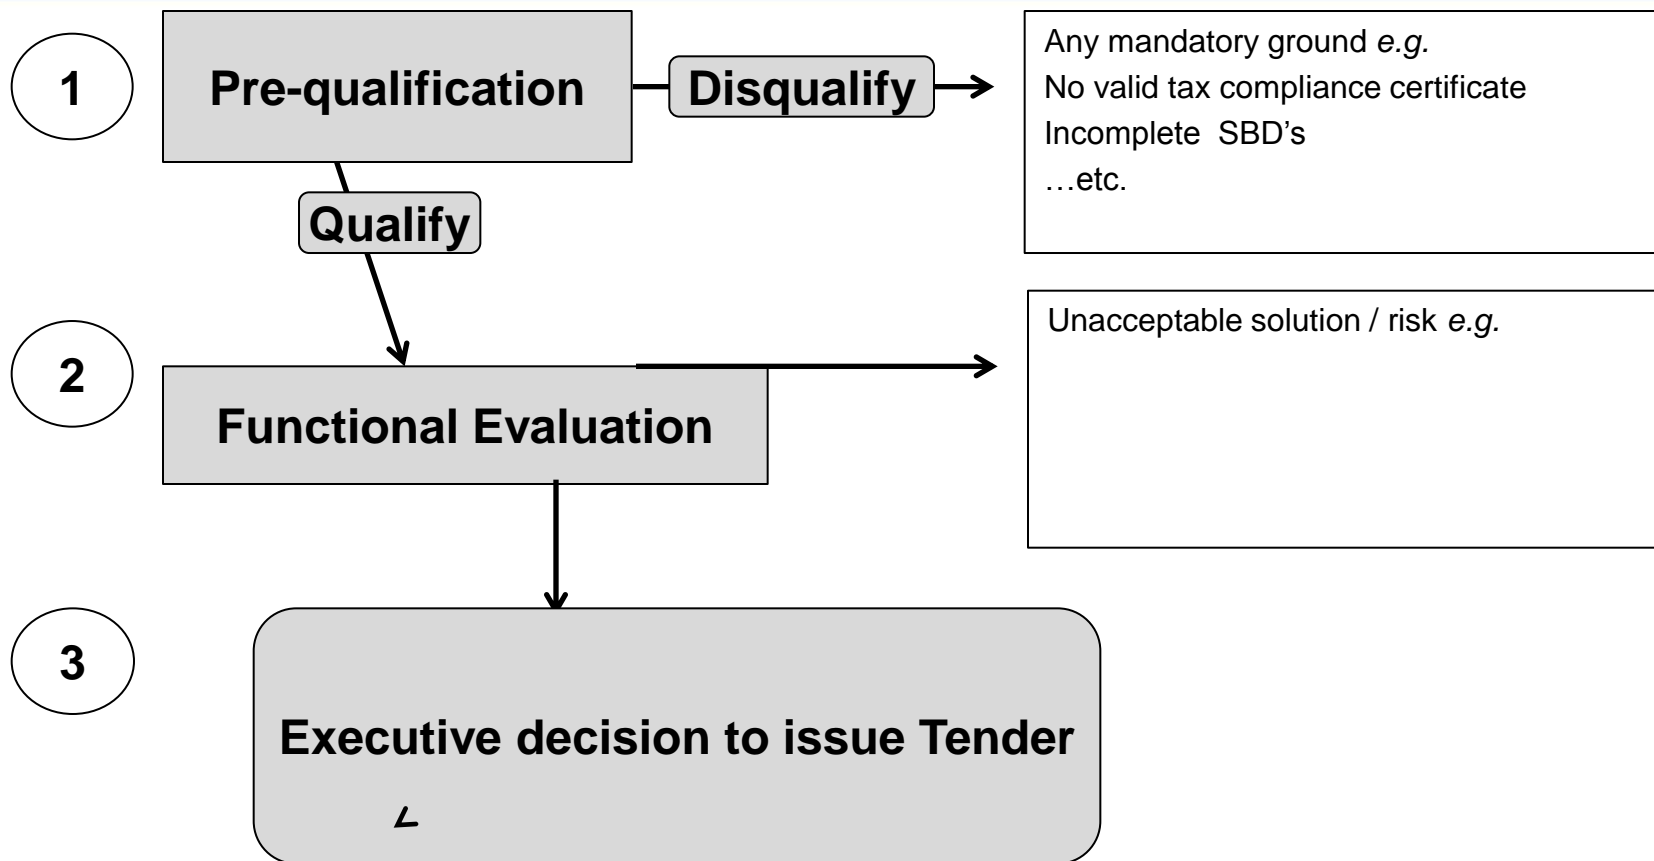 1
Pre-qualification
Disqualify
Any mandatory ground e.g.
No valid tax compliance certificate
Incomplete  SBD’s
…etc.
Qualify
2
Functional Evaluation
Unacceptable solution / risk e.g.
3
Executive decision to issue Tender